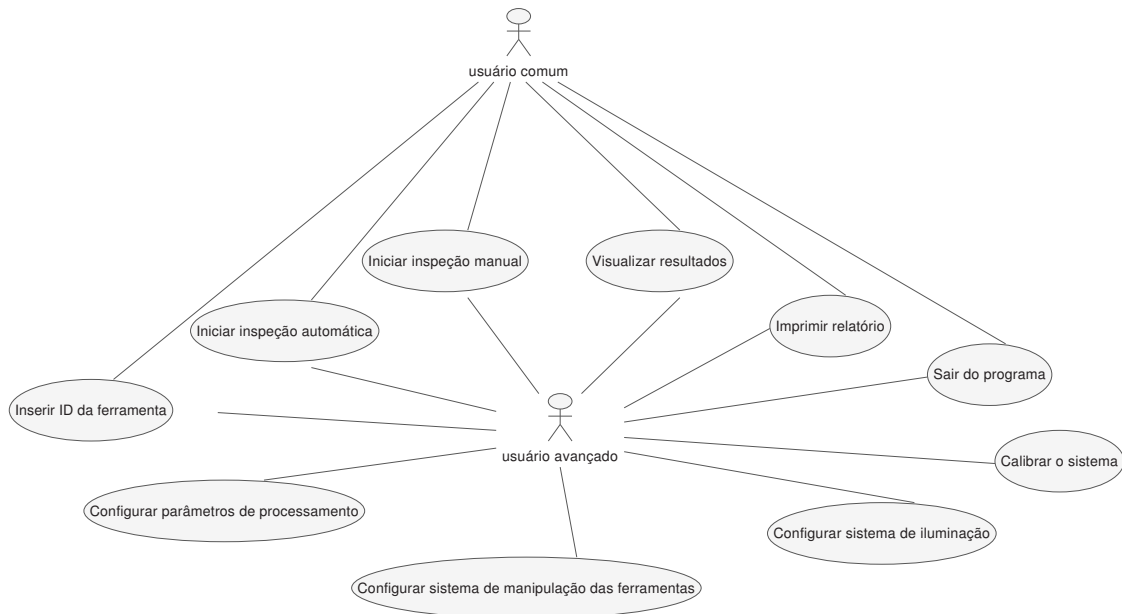 usuário comum
Iniciar inspeção manual
Visualizar resultados
Iniciar inspeção automática
Imprimir relatório
Sair do programa
Inserir ID da ferramenta
usuário avançado
Calibrar o sistema
Configurar parâmetros de processamento
Configurar sistema de iluminação
Configurar sistema de manipulação das ferramentas